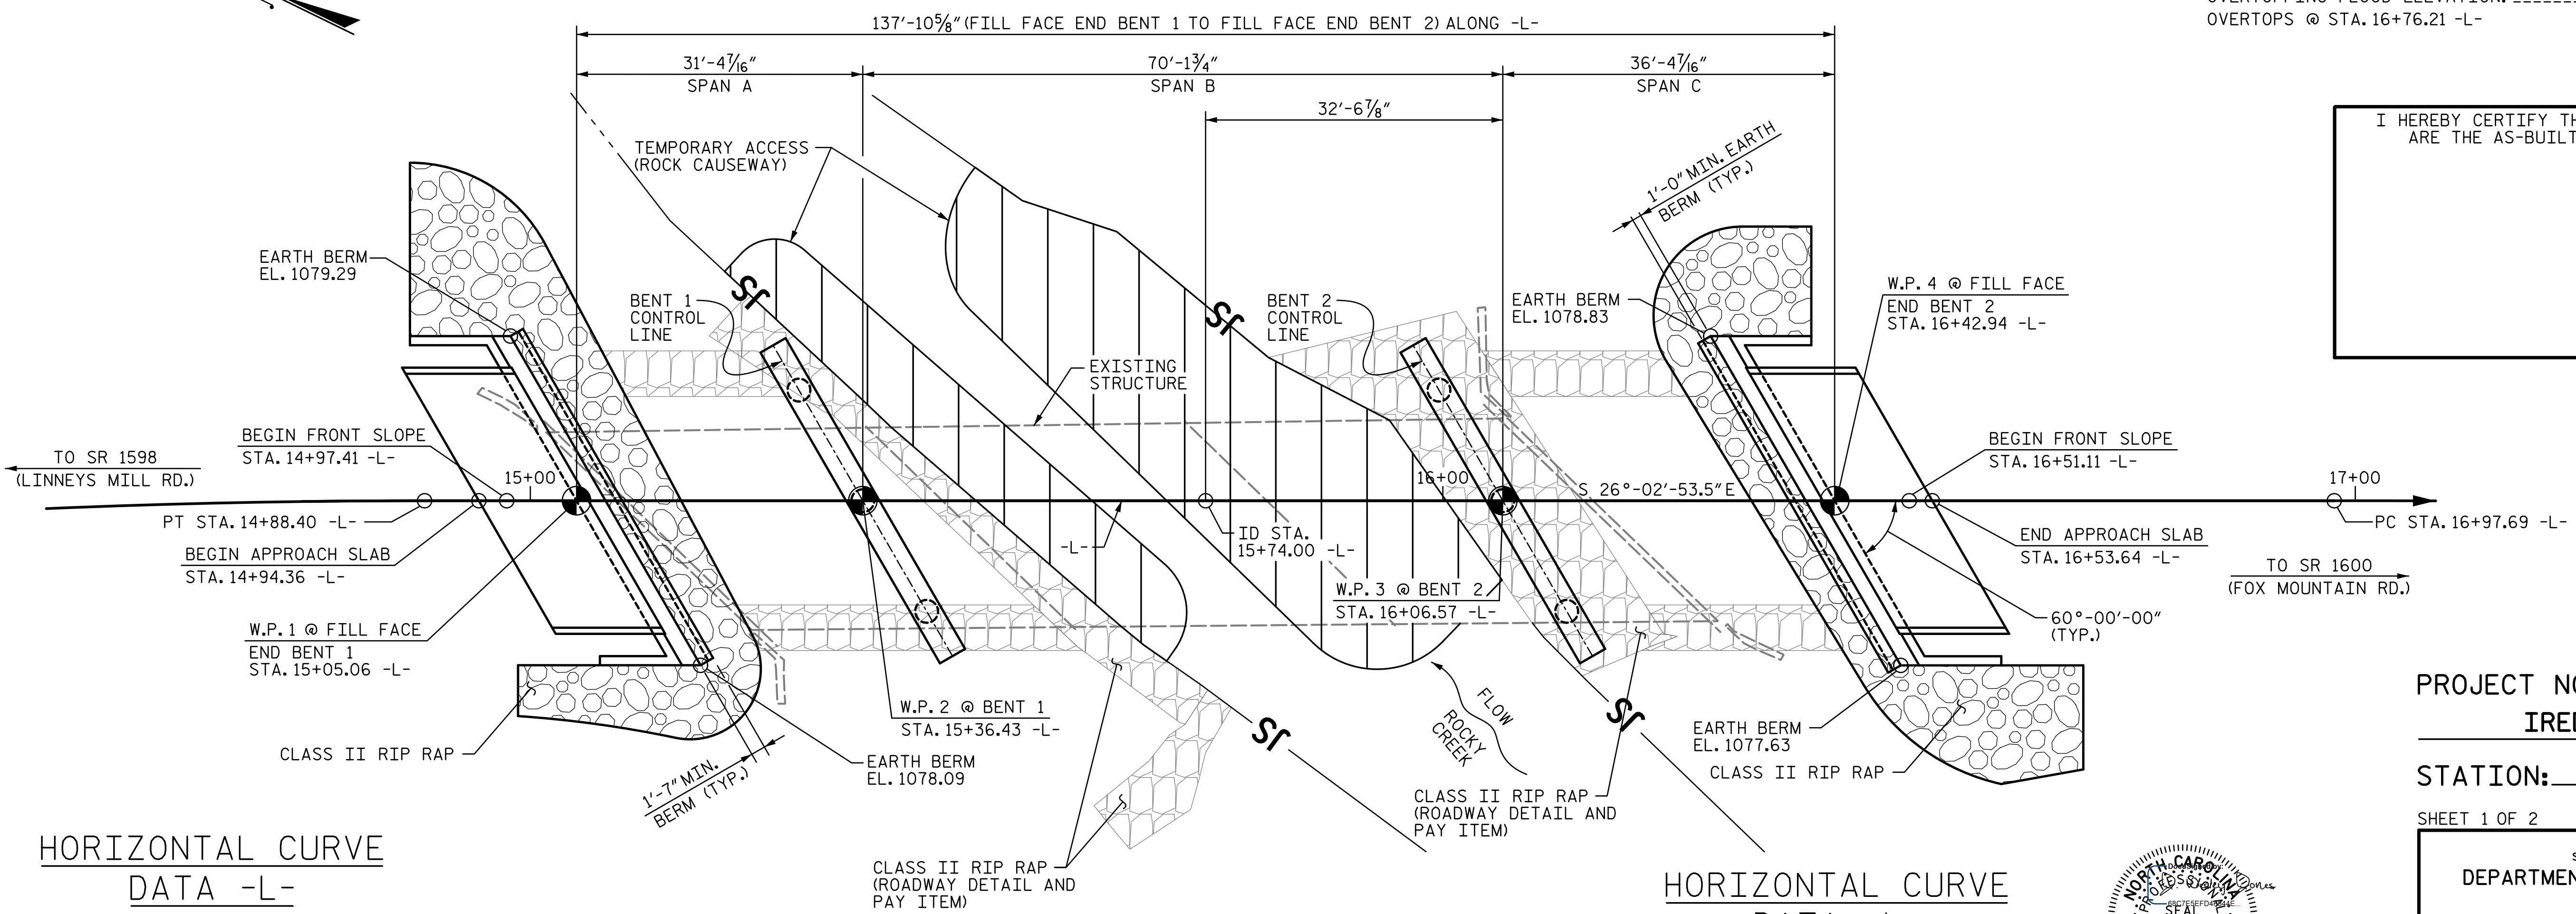 OVERTOPS @ STA. 16+76.21 -L-
137'-10⅝" (FILL FACE END BENT 1 TO FILL FACE END BENT 2) ALONG -L-
31'-4 7/16"
SPAN A
70'-1¾"
SPAN B
36'-4 7/16"
SPAN C
32'-6⅞"
I HEREBY CERTIFY
ARE THE AS-BUILT
TEMPORARY ACCESS
(ROCK CAUSEWAY)
1'-0" MIN. EARTH
BERM (TYP.)
EARTH BERM
EL. 1079.29
BENT 1
CONTROL
LINE
JS
JS
BENT 2
CONTROL
LINE
EARTH BERM
EL. 1078.83
W.P. 4 @ FILL FACE
END BENT 2
STA. 16+42.94 -L-
EXISTING
STRUCTURE
BEGIN FRONT SLOPE
STA. 14+97.41 -L-
BEGIN FRONT SLOPE
STA. 16+51.11 -L-
TO SR 1598
(LINNEYS MILL RD.)
15+00
16+00
S 26°-02'-53.5" E
17+00
PT STA. 14+88.40 -L-
BEGIN APPROACH SLAB
STA. 14+94.36 -L-
-L-
ID STA.
15+74.00 -L-
PC STA. 16+97.69 -L-
END APPROACH SLAB
STA. 16+53.64 -L-
TO SR 1600
(FOX MOUNTAIN RD.)
W.P. 3 @ BENT 2
STA. 16+06.57 -L-
60°-00'-00"
(TYP.)
W.P. 1 @ FILL FACE
END BENT 1
STA. 15+05.06 -L-
W.P. 2 @ BENT 1
STA. 15+36.43 -L-
FLOW
ROCKY
CREEK
JS
JS
EARTH BERM
EL. 1077.63
CLASS II RIP RAP
CLASS II RIP RAP
1'-7" MIN.
BERM (TYP.)
EARTH BERM
EL. 1078.09
CLASS II RIP RAP
(ROADWAY DETAIL AND
PAY ITEM)
CLASS II RIP RAP
(ROADWAY DETAIL AND
PAY ITEM)
PROJECT NO
IRE
STATION:
SHEET 1 OF 2
HORIZONTAL CURVE
DATA -L-
HORIZONTAL CURVE
NORTH CAROLINA
SEAL
DEPARTMEN